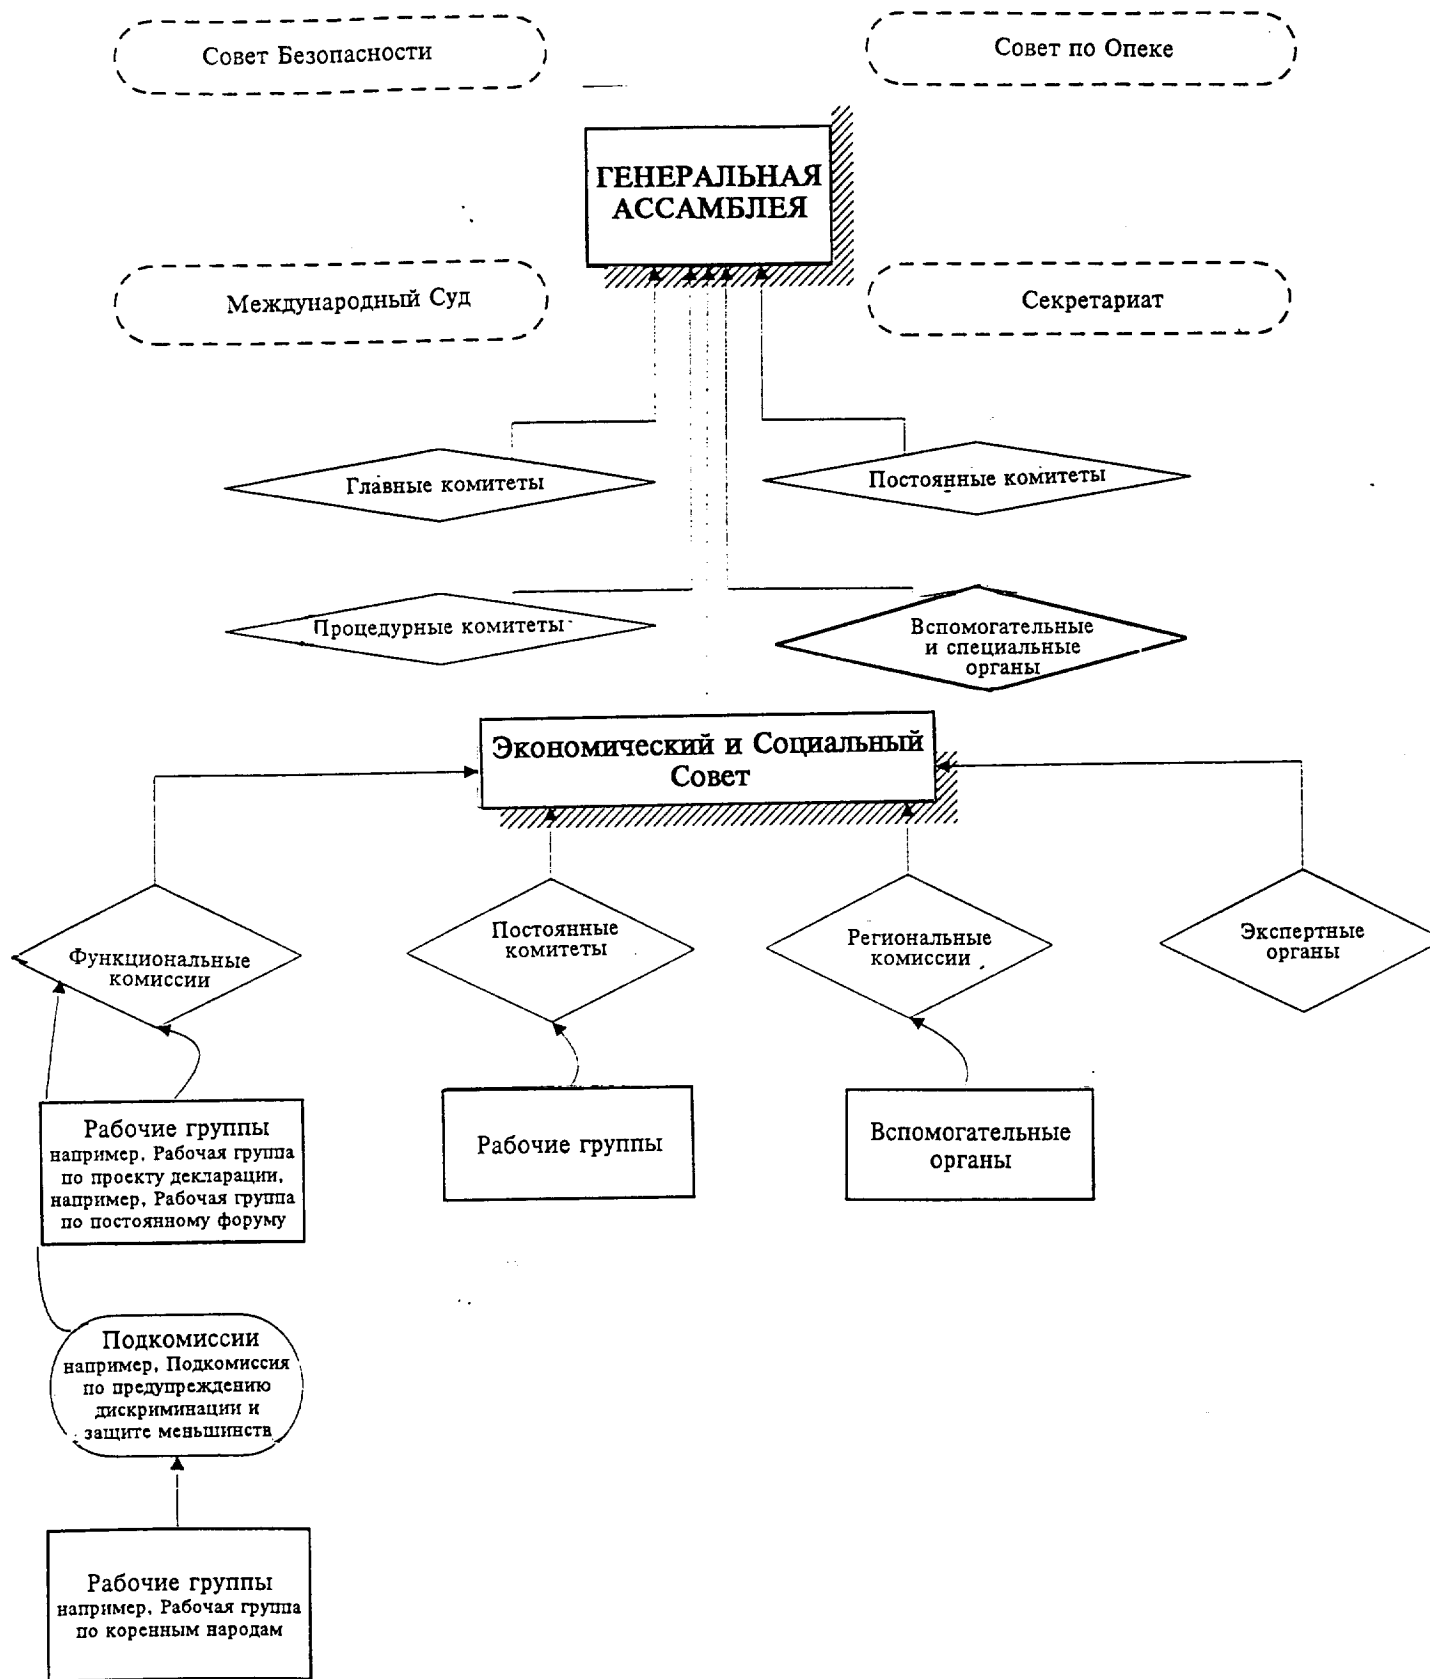 Совет Безопасности
Совет по Опеке
ГЕНЕРАЛЬНАЯ
АССАМБЛЕЯ
Международный Суд
Секретариат
Главные комитеты
Постоянные комитеты
Процедурные комитеты
Вспомогательные
и специальные
органы
Экономический и Социальный
Совет
Функциональные
комиссии
Постоянные
комитеты
Региональные
комиссии
Экспертные
органы
Рабочие группы
например, Рабочая группа
по проекту декларации,
например, Рабочая группа
по постоянному форуму
Рабочие группы
Вспомогательные
органы
Подкомиссии
например, Подкомиссия
по предупреждению
дискриминации и
защите меньшинств
Рабочие группы
например, Рабочая группа
по коренным народам